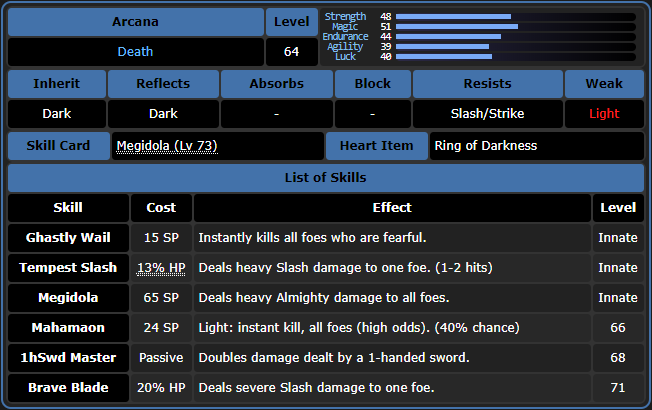 Arcana Level
Death 64
Strength 48
Magic 51
Endurance 44
Agility 39
Luck 40
Inherit Reflects Absorbs Block Resists Weak
Dark Dark - - Slash/Strike Light
Skill Card Megidola (Lv 73) Heart Item Ring of Darkness
List of Skills
Skill Cost Effect Level
Ghastly Wail 15 SP Instantly kills all foes who are fearful. Innate
Tempest Slash 13% HP Deals heavy Slash damage to one foe. (1-2 hits) Innate
Megidola 65 SP Deals heavy Almighty damage to all foes. Innate
Mahamaon 24 SP Light: instant kill, all foes (high odds). (40% chance) 66
1hSwd Master Passive Doubles damage dealt by a 1-handed sword. 68
Brave Blade 20% HP Deals severe Slash damage to one foe. 71